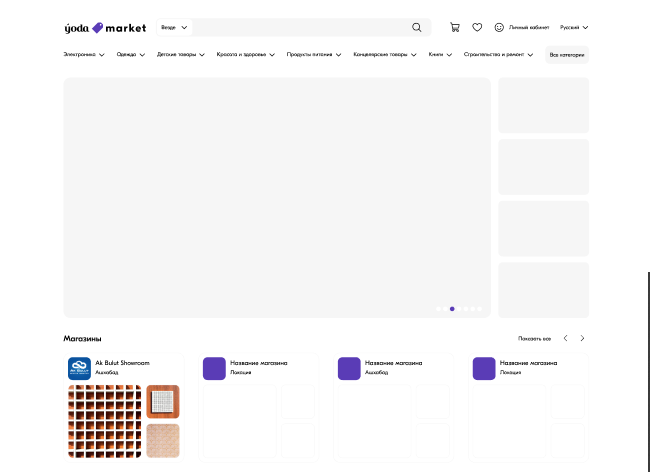 ýoda market
Везде
Личный кабинет
Русский
Электроника
Одежда
Детские товары
Красота и здоровье
Продукты питания
Канцелярские товары
Книги
Строительство и ремонт
Все категории
Магазины
Показать все
Ak Bulut Showroom
Ашхабад
Название магазина
Локация
Название магазина
Ашхабад
Название магазина
Локация